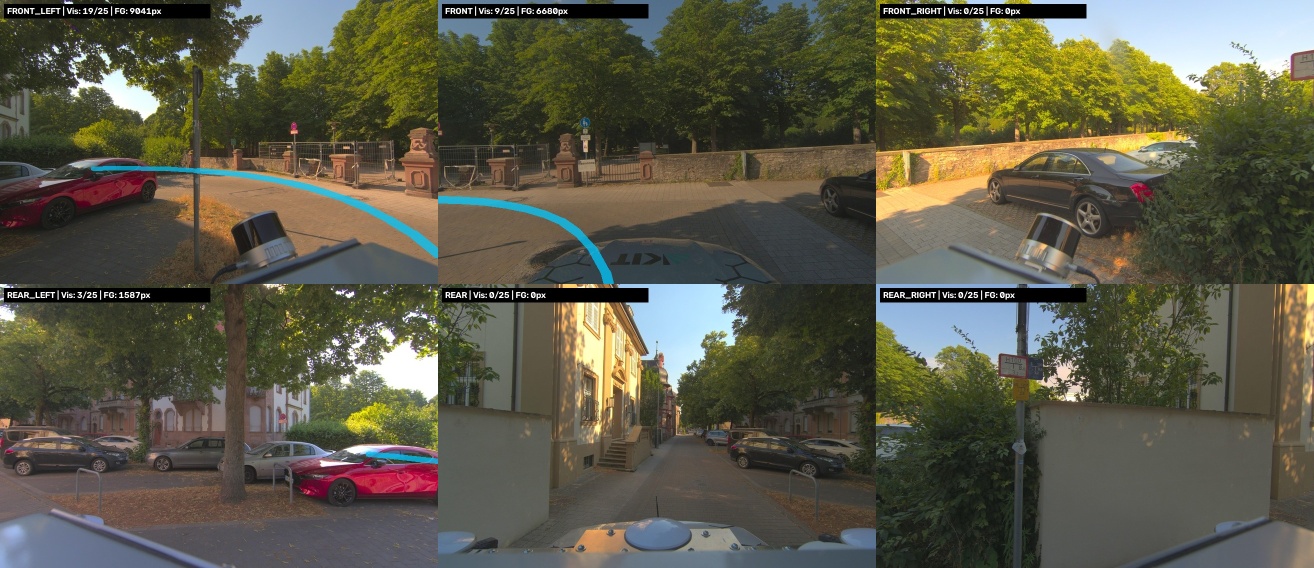 FRONT_LEFT | Vis: 19/25 | FG: 9041px
FRONT | Vis: 9/25 | FG: 6680px
FRONT_RIGHT | Vis: 0/25 | FG: 0px
KIT
REAR_LEFT | Vis: 3/25 | FG: 1587px
REAR | Vis: 0/25 | FG: 0px
REAR_RIGHT | Vis: 0/25 | FG: 0px